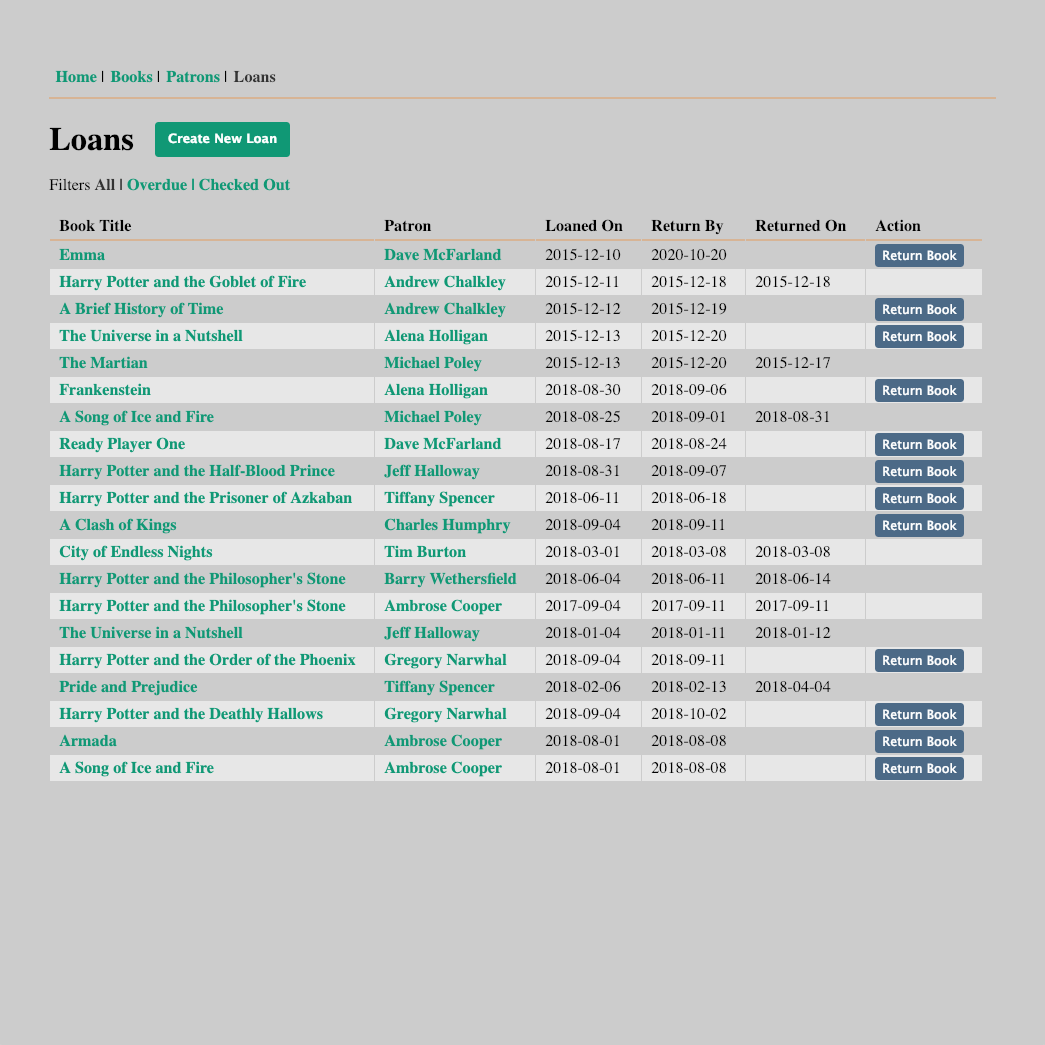 Home | Books | Patrons | Loans
Loans Create New Loan
Filters All | Overdue | Checked Out
Book Title Patron Loaned On Return By Returned On Action
Emma Dave McFarland 2015-12-10 2020-10-20 Return Book
Harry Potter and the Goblet of Fire Andrew Chalkley 2015-12-11 2015-12-18 2015-12-18
A Brief History of Time Andrew Chalkley 2015-12-12 2015-12-19 Return Book
The Universe in a Nutshell Alena Holligan 2015-12-13 2015-12-20 Return Book
The Martian Michael Poley 2015-12-13 2015-12-20 2015-12-17
Frankenstein Alena Holligan 2018-08-30 2018-09-06 Return Book
A Song of Ice and Fire Michael Poley 2018-08-25 2018-09-01 2018-08-31
Ready Player One Dave McFarland 2018-08-17 2018-08-24 Return Book
Harry Potter and the Half-Blood Prince Jeff Halloway 2018-08-31 2018-09-07 Return Book
Harry Potter and the Prisoner of Azkaban Tiffany Spencer 2018-06-11 2018-06-18 Return Book
A Clash of Kings Charles Humphry 2018-09-04 2018-09-11 Return Book
City of Endless Nights Tim Burton 2018-03-01 2018-03-08 2018-03-08
Harry Potter and the Philosopher's Stone Barry Wethersfield 2018-06-04 2018-06-11 2018-06-14
Harry Potter and the Philosopher's Stone Ambrose Cooper 2017-09-04 2017-09-11 2017-09-11
The Universe in a Nutshell Jeff Halloway 2018-01-04 2018-01-11 2018-01-12
Harry Potter and the Order of the Phoenix Gregory Narwhal 2018-09-04 2018-09-11 Return Book
Pride and Prejudice Tiffany Spencer 2018-02-06 2018-02-13 2018-04-04
Harry Potter and the Deathly Hallows Gregory Narwhal 2018-09-04 2018-10-02 Return Book
Armada Ambrose Cooper 2018-08-01 2018-08-08 Return Book
A Song of Ice and Fire Ambrose Cooper 2018-08-01 2018-08-08 Return Book